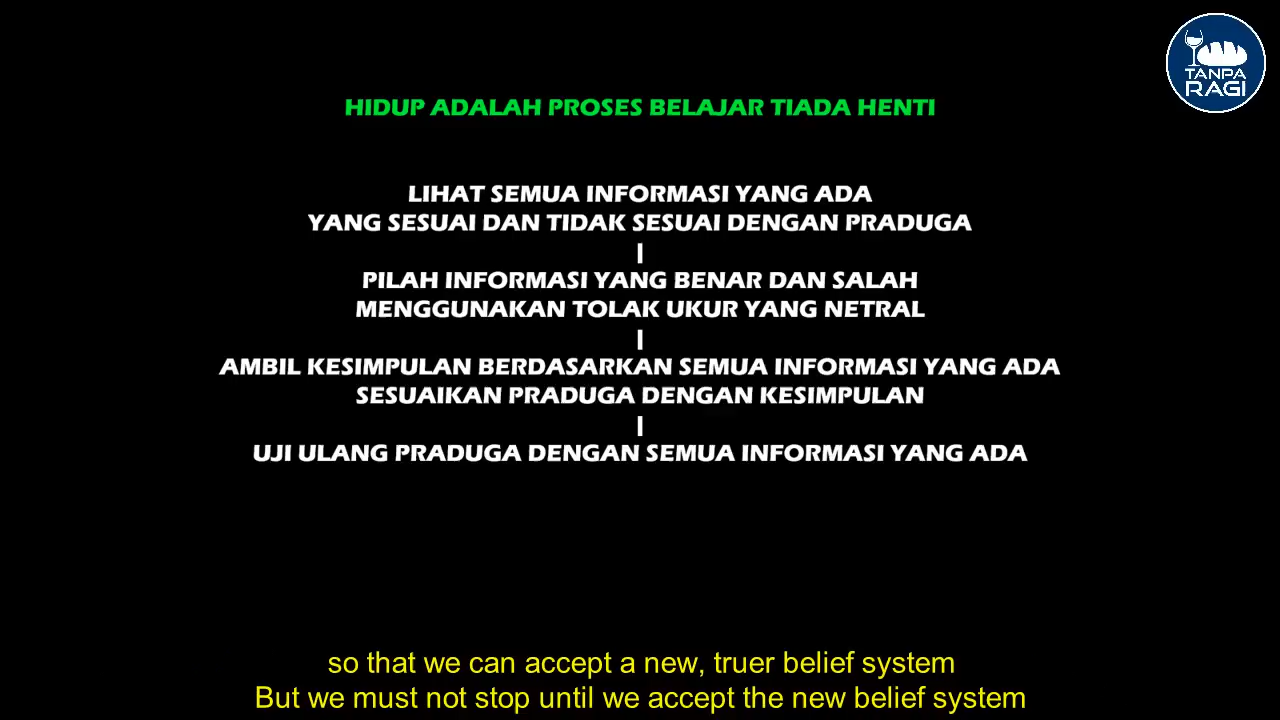 TANPA
RAGI
HIDUP ADALAH PROSES BELAJAR TIADA HENTI
LIHAT SEMUA INFORMASI YANG ADA
YANG SESUAI DAN TIDAK SESUAI DENGAN PRADUGA
|
PILAH INFORMASI YANG BENAR DAN SALAH
MENGGUNAKAN TOLAK UKUR YANG NETRAL
|
AMBIL KESIMPULAN BERDASARKAN SEMUA INFORMASI YANG ADA
SESUAIKAN PRADUGA DENGAN KESIMPULAN
|
UJI ULANG PRADUGA DENGAN SEMUA INFORMASI YANG ADA
so that we can accept a new, truer belief system
But we must not stop until we accept the new belief system